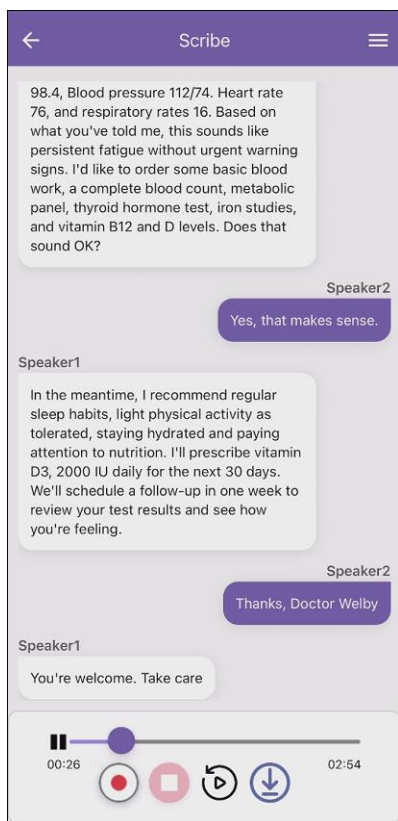 Scribe
98.4, Blood pressure 112/74. Heart rate
76, and respiratory rates 16. Based on
what you've told me, this sounds like
persistent fatigue without urgent warning
signs. I'd like to order some basic blood
work, a complete blood count, metabolic
panel, thyroid hormone test, iron studies,
and vitamin B12 and D levels. Does that
sound OK?
Speaker2
Yes, that makes sense.
Speaker1
In the meantime, I recommend regular
sleep habits, light physical activity as
tolerated, staying hydrated and paying
attention to nutrition. I'll prescribe vitamin
D3, 2000 IU daily for the next 30 days.
We'll schedule a follow-up in one week to
review your test results and see how
you're feeling.
Speaker2
Thanks, Doctor Welby
Speaker1
You're welcome. Take care
00:26
02:54